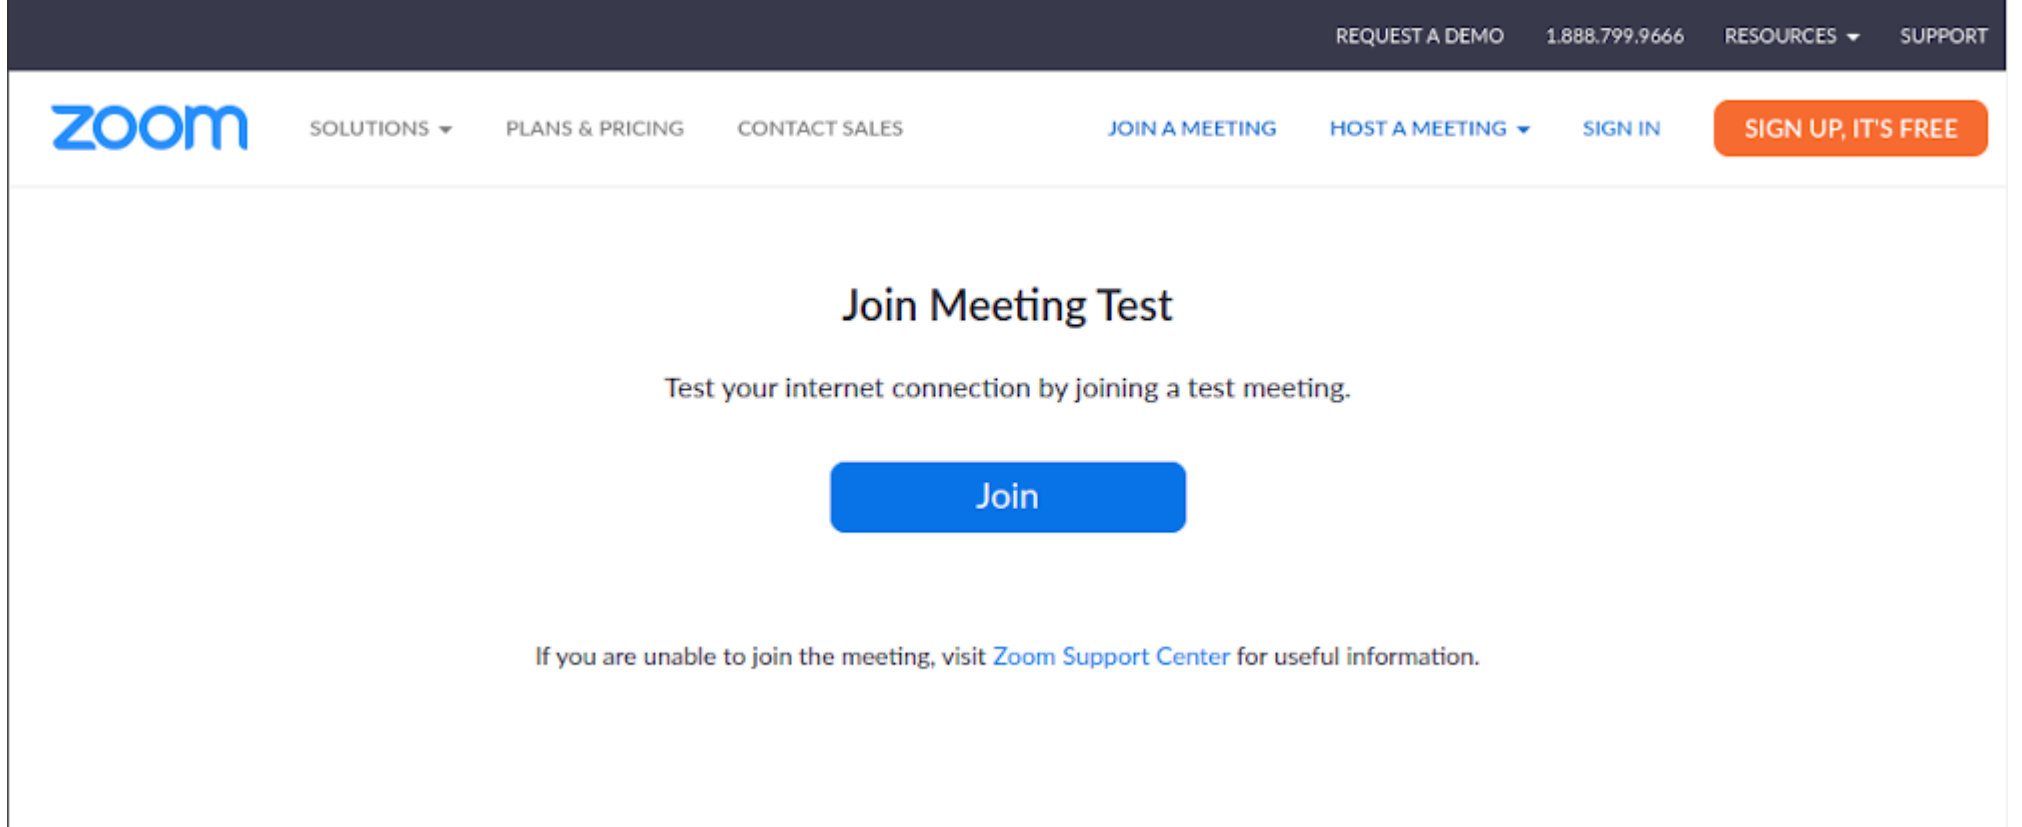 REQUEST A DEMO 1.888.799.9666 RESOURCES SUPPORT
zoom SOLUTIONS PLANS & PRICING CONTACT SALES JOIN A MEETING HOST A MEETING SIGN IN SIGN UP, IT'S FREE
Join Meeting Test
Test your internet connection by joining a test meeting.
Join
If you are unable to join the meeting, visit Zoom Support Center for useful information.